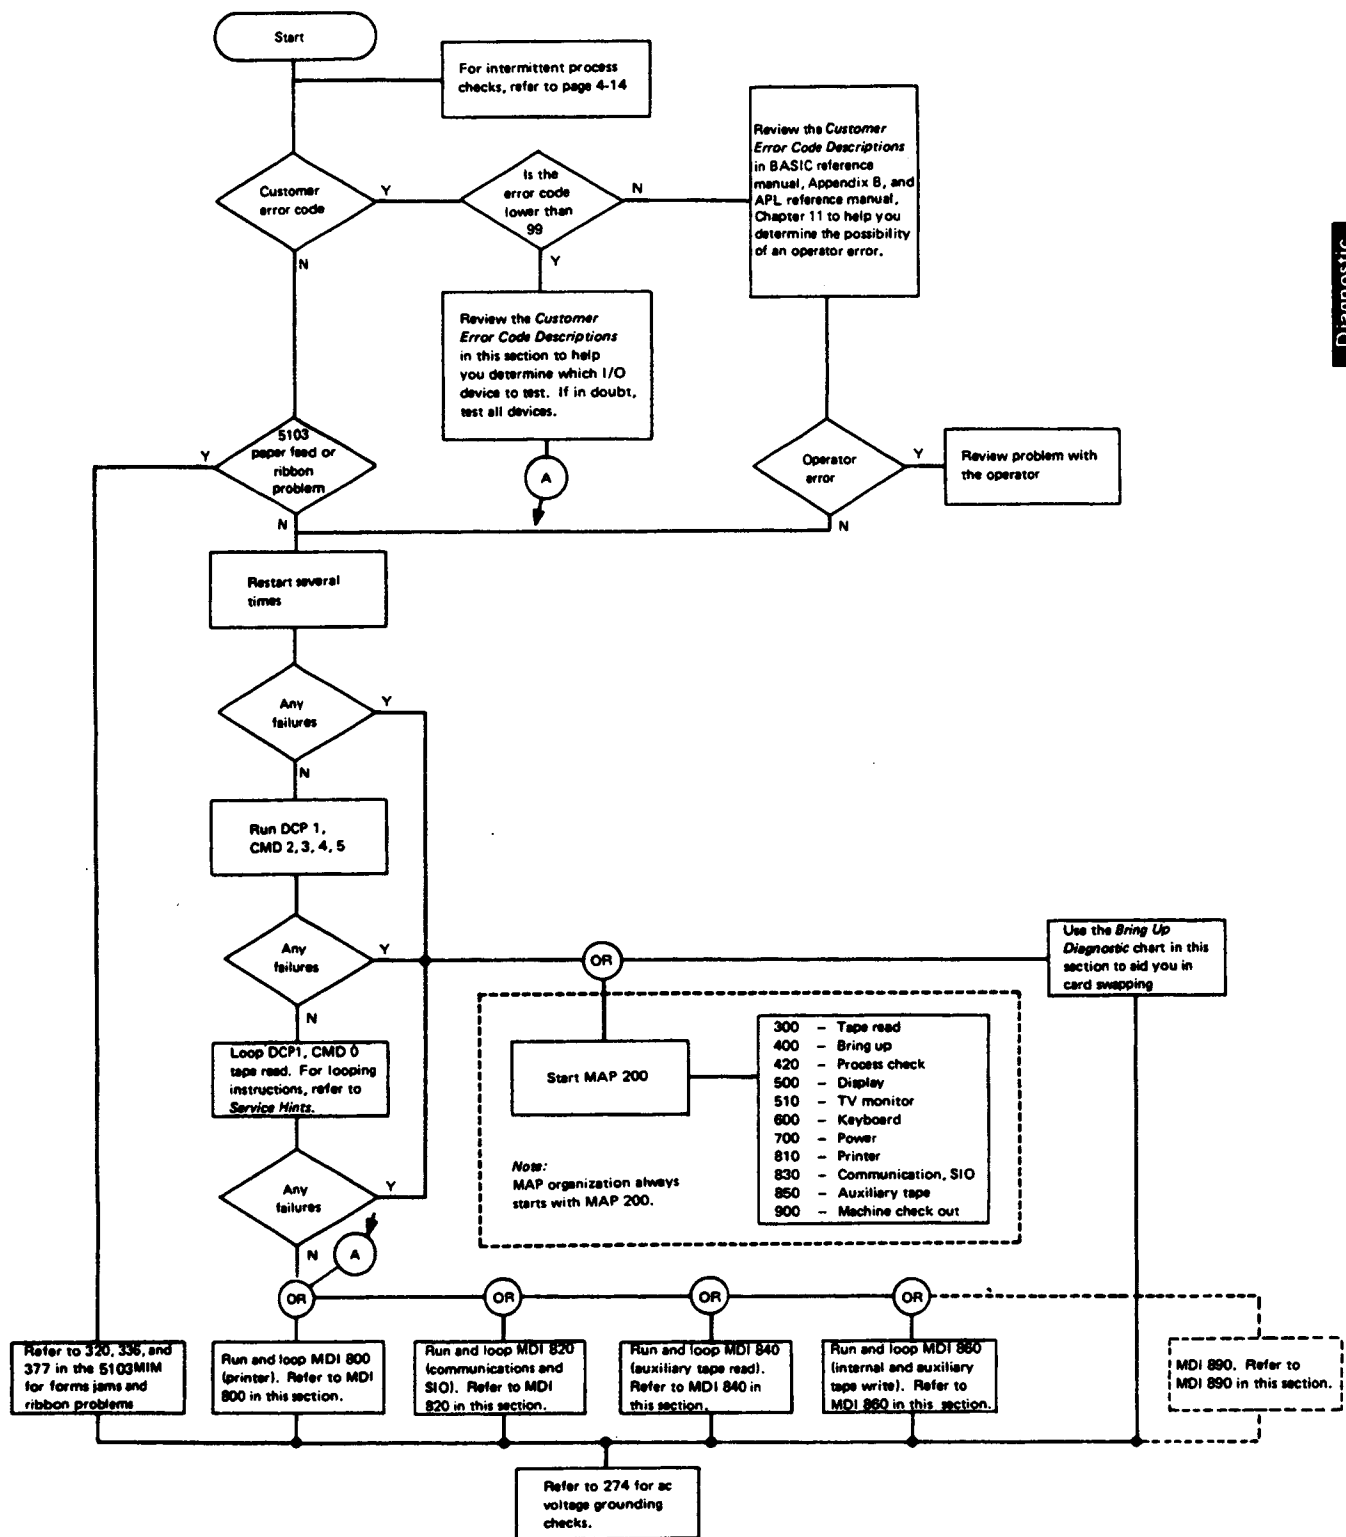 Start
For intermittent process
checks, refer to page 4-14
Review the Customer
Error Code Descriptions
in BASIC reference
manual, Appendix B, and
APL reference manual,
Chapter 11 to help you
determine the possibility
of an operator error.
Customer
error code
Y
Is the
error code
lower than
99
N
N
Y
Diagnostic
Review the Customer
Error Code Descriptions
in this section to help
you determine which I/O
device to test. If in doubt,
test all devices.
Y
5103
paper feed or
ribbon
problem
A
Operator
error
Y
Review problem with
the operator
N
N
Restart several
times
Any
failures
Y
N
Run DCP 1,
CMD 2, 3, 4, 5
Any
failures
Y
OR
Use the Bring Up
Diagnostic chart in this
section to aid you in
card swapping
N
Loop DCP1, CMD 0
tape read. For looping
instructions, refer to
Service Hints.
Start MAP 200
300 – Tape read
400 – Bring up
420 – Process check
500 – Display
510 – TV monitor
600 – Keyboard
700 – Power
810 – Printer
830 – Communication, SIO
850 – Auxiliary tape
900 – Machine check out
Note:
MAP organization always
starts with MAP 200.
Any
failures
Y
N
A
OR
OR
OR
OR
Refer to 320, 336, and
377 in the 5103MIM
for forms jams and
ribbon problems
Run and loop MDI 800
(printer). Refer to MDI
800 in this section.
Run and loop MDI 820
(communications and
SIO). Refer to MDI
820 in this section.
Run and loop MDI 840
(auxiliary tape read).
Refer to MDI 840 in
this section.
Run and loop MDI 860
(internal and auxiliary
tape write). Refer to
MDI 860 in this section.
MDI 890. Refer to
MDI 890 in this section.
Refer to 274 for ac
voltage grounding
checks.